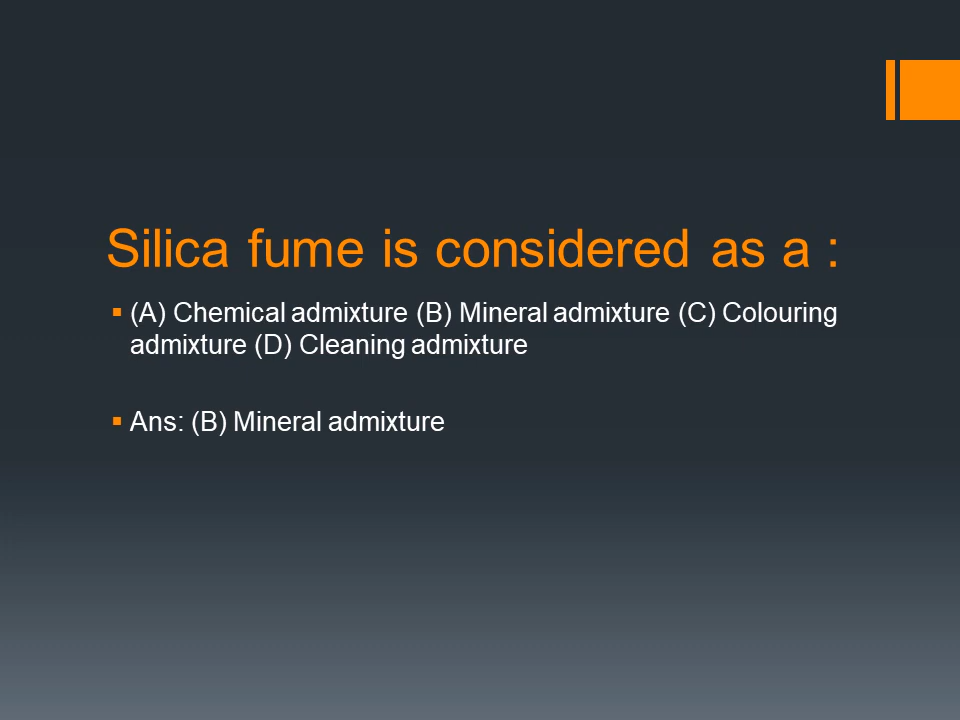 Silica fume is considered as a :
(A) Chemical admixture (B) Mineral admixture (C) Colouring
admixture (D) Cleaning admixture
Ans: (B) Mineral admixture